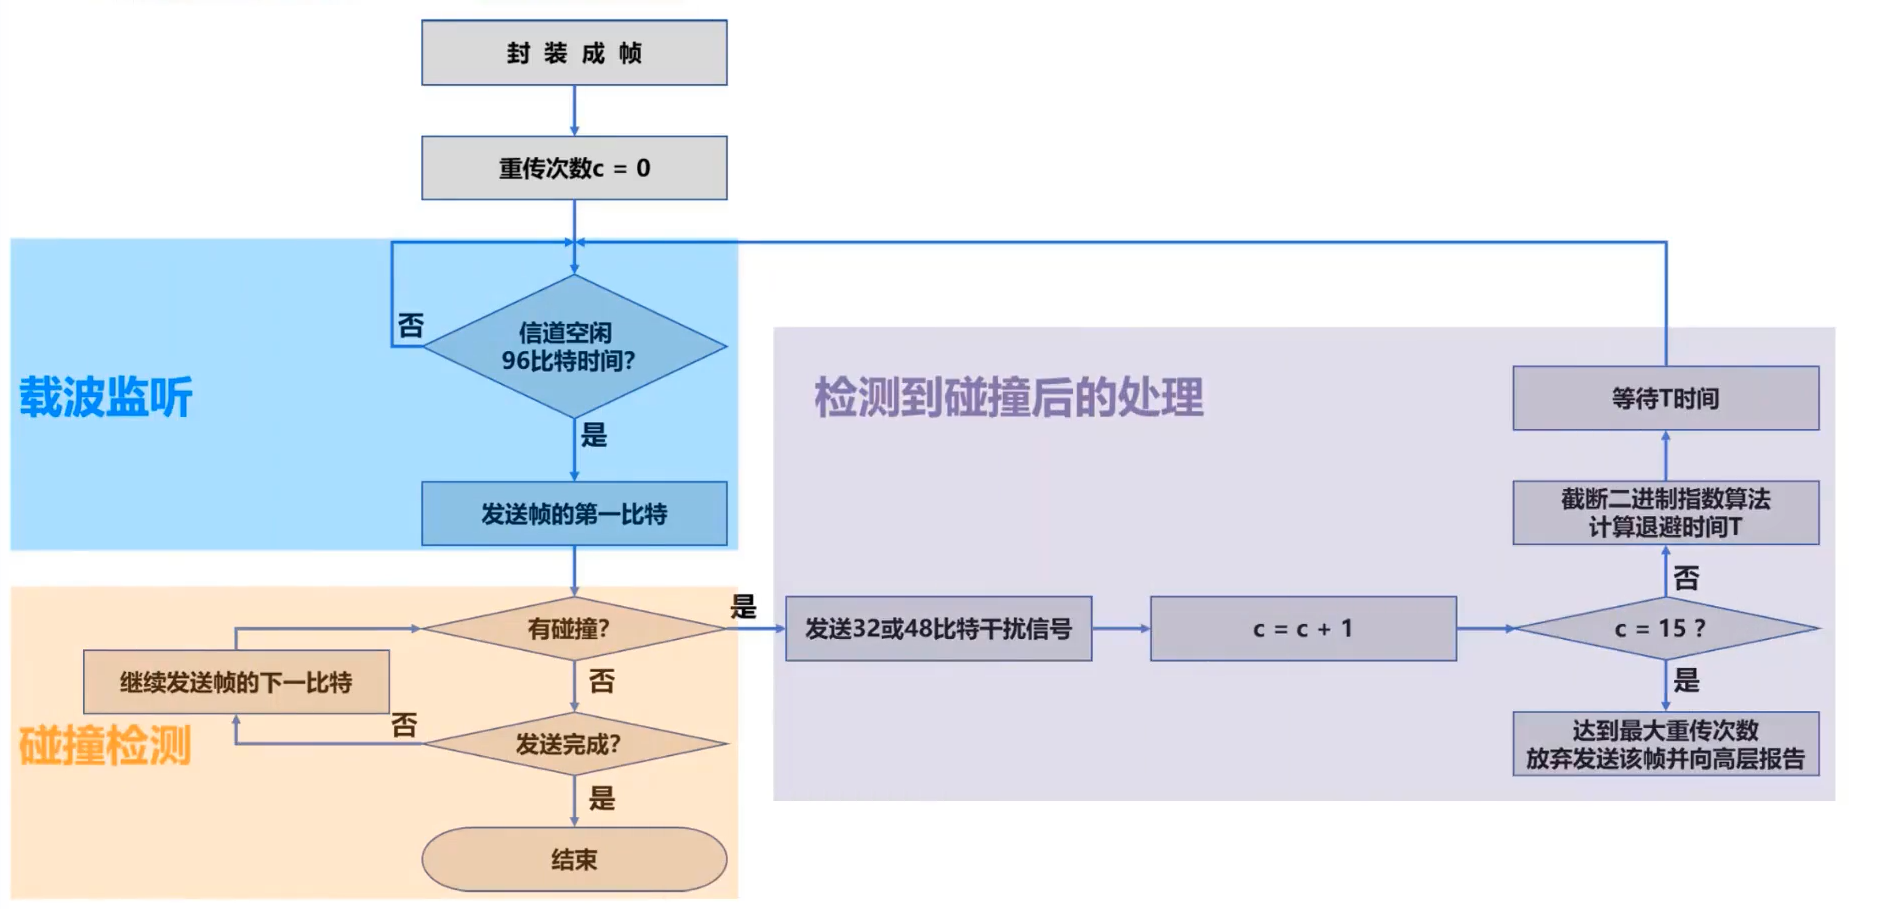 封 装 成 帧
重传次数c = 0
否
信道空闲
96比特时间?
载波监听
是
发送帧的第一比特
检测到碰撞后的处理
等待T时间
截断二进制指数算法
计算退避时间T
否
有碰撞?
是
发送32或48比特干扰信号
c = c + 1
c = 15 ?
继续发送帧的下一比特
否
是
碰撞检测
否
发送完成?
达到最大重传次数
放弃发送该帧并向高层报告
是
结束